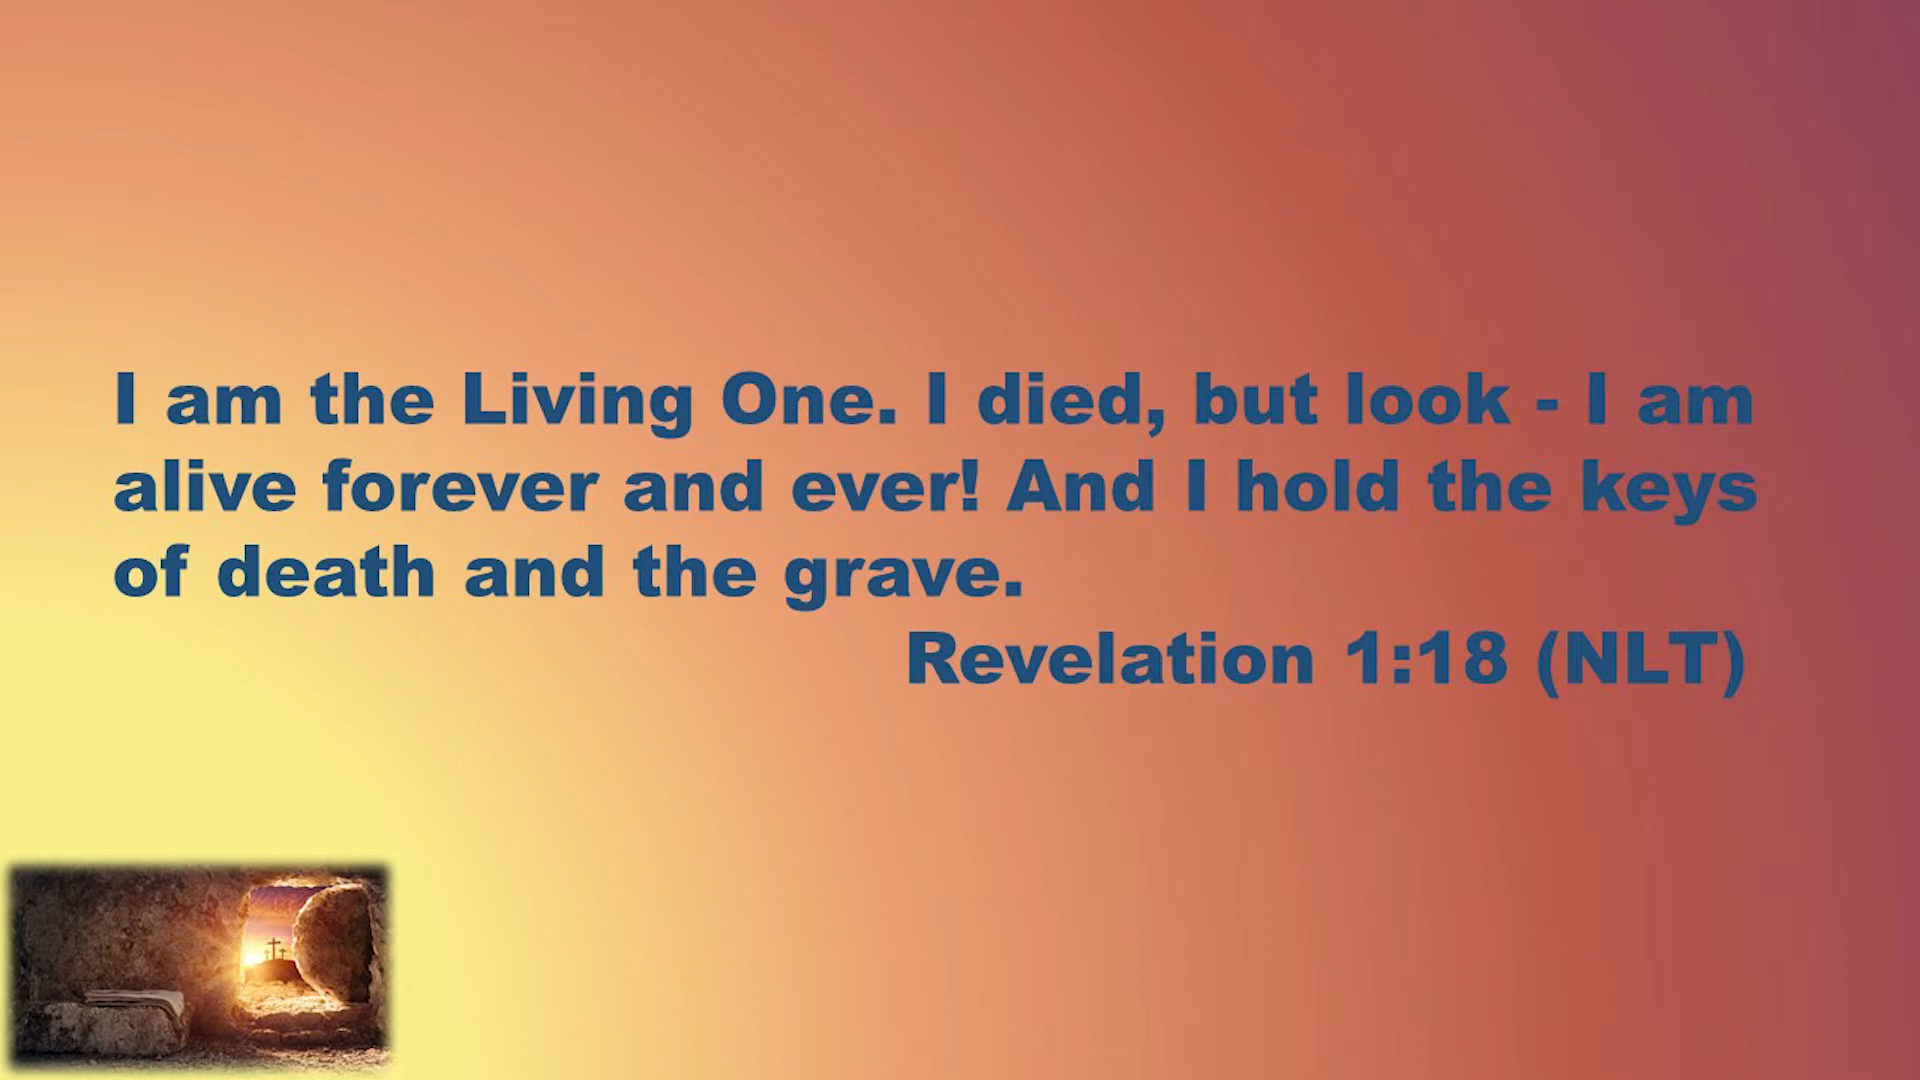 I am the Living One. I died, but look - I am
alive forever and ever! And I hold the keys
of death and the grave.
Revelation 1:18 (NLT)